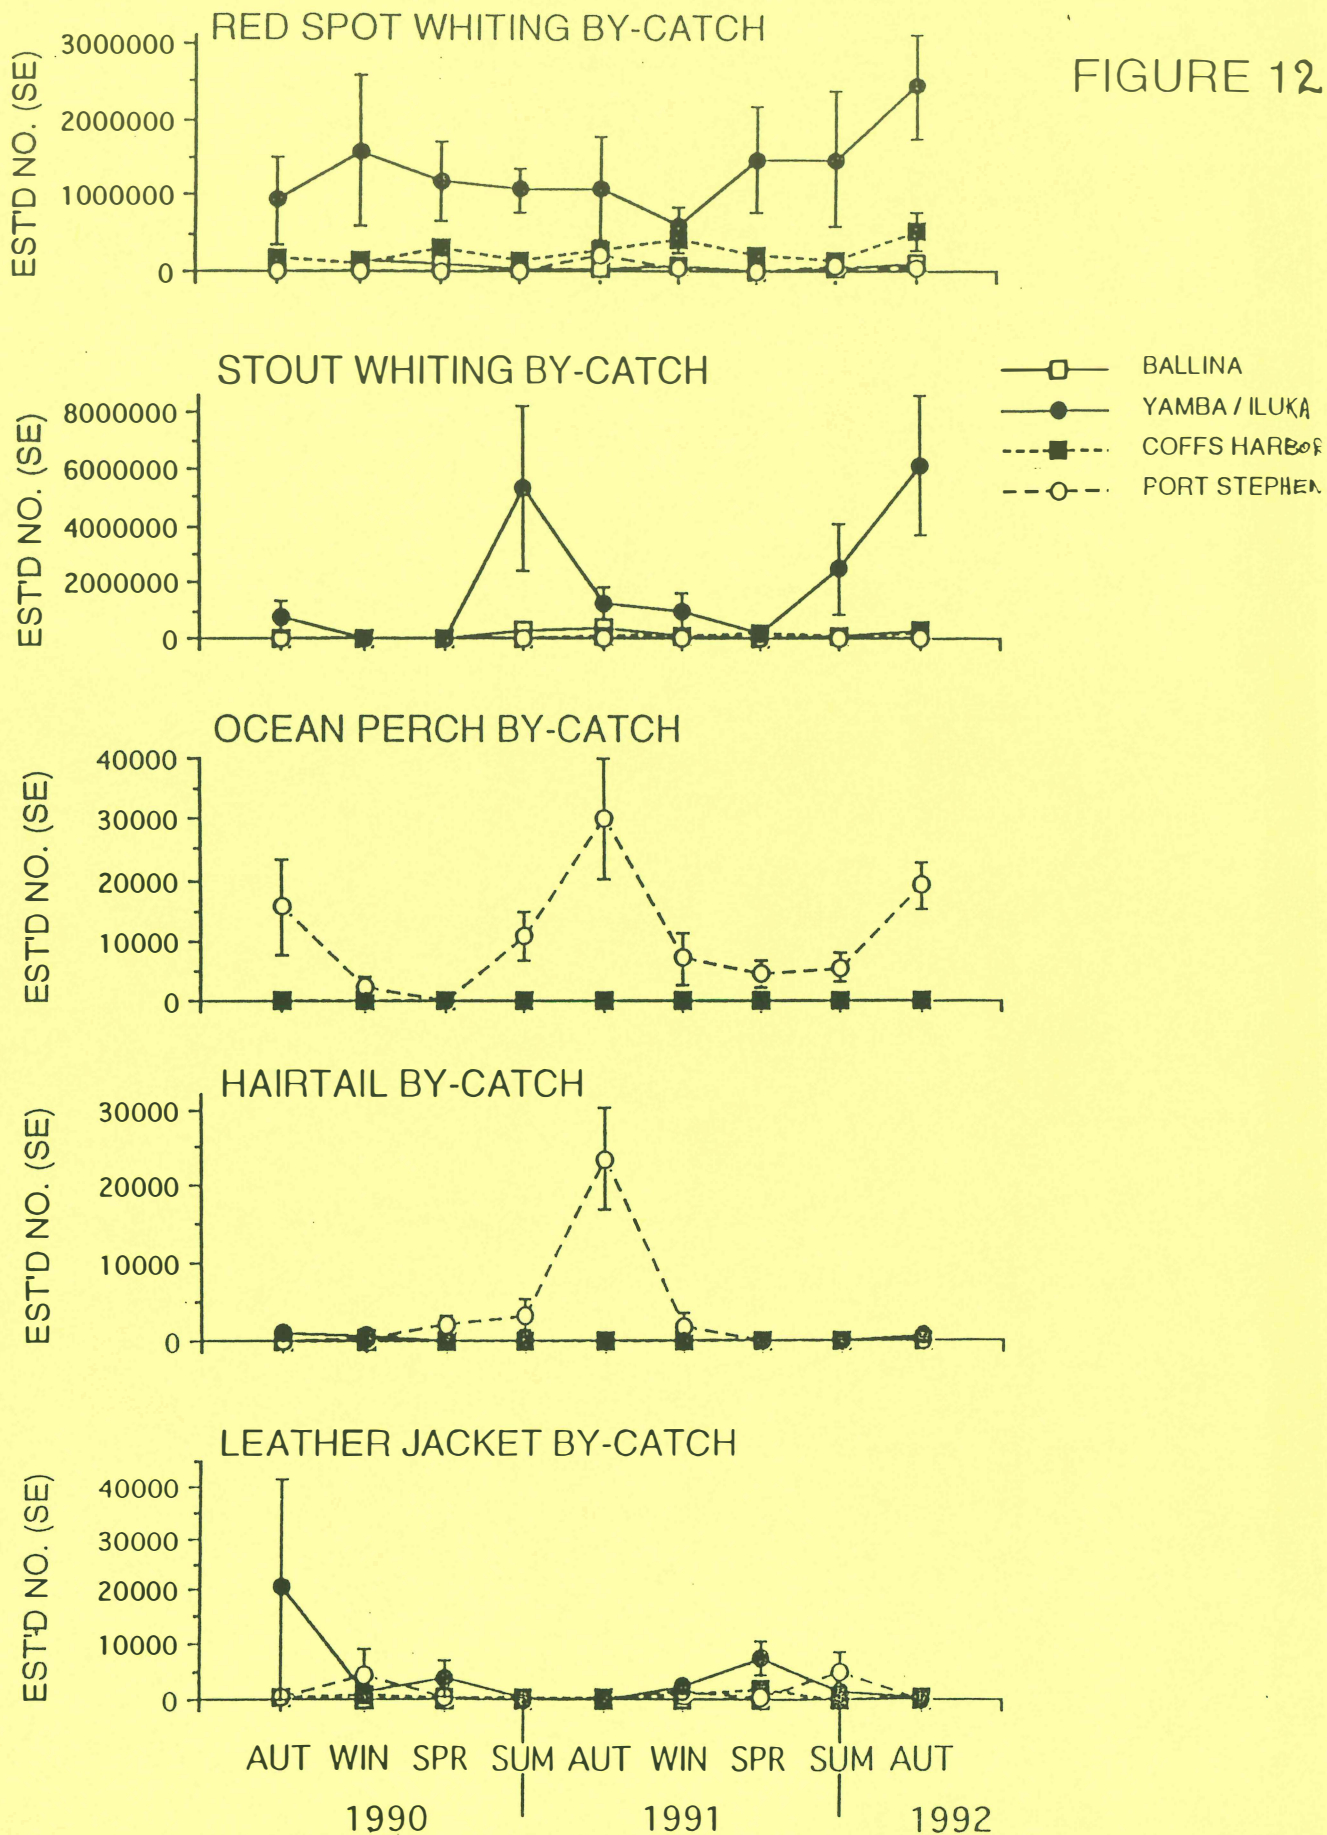 RED SPOT WHITING BY-CATCH
FIGURE 12
EST'D NO. (SE)
3000000
2000000
1000000
0
STOUT WHITING BY-CATCH
EST'D NO. (SE)
8000000
6000000
4000000
2000000
0
BALLINA
YAMBA / ILUKA
COFFS HARBOR
PORT STEPHEN
OCEAN PERCH BY-CATCH
EST'D NO. (SE)
40000
30000
20000
10000
0
HAIRTAIL BY-CATCH
EST'D NO. (SE)
30000
20000
10000
0
LEATHER JACKET BY-CATCH
EST'D NO. (SE)
40000
30000
20000
10000
0
AUT WIN SPR SUM AUT WIN SPR SUM AUT
1990 1991 1992